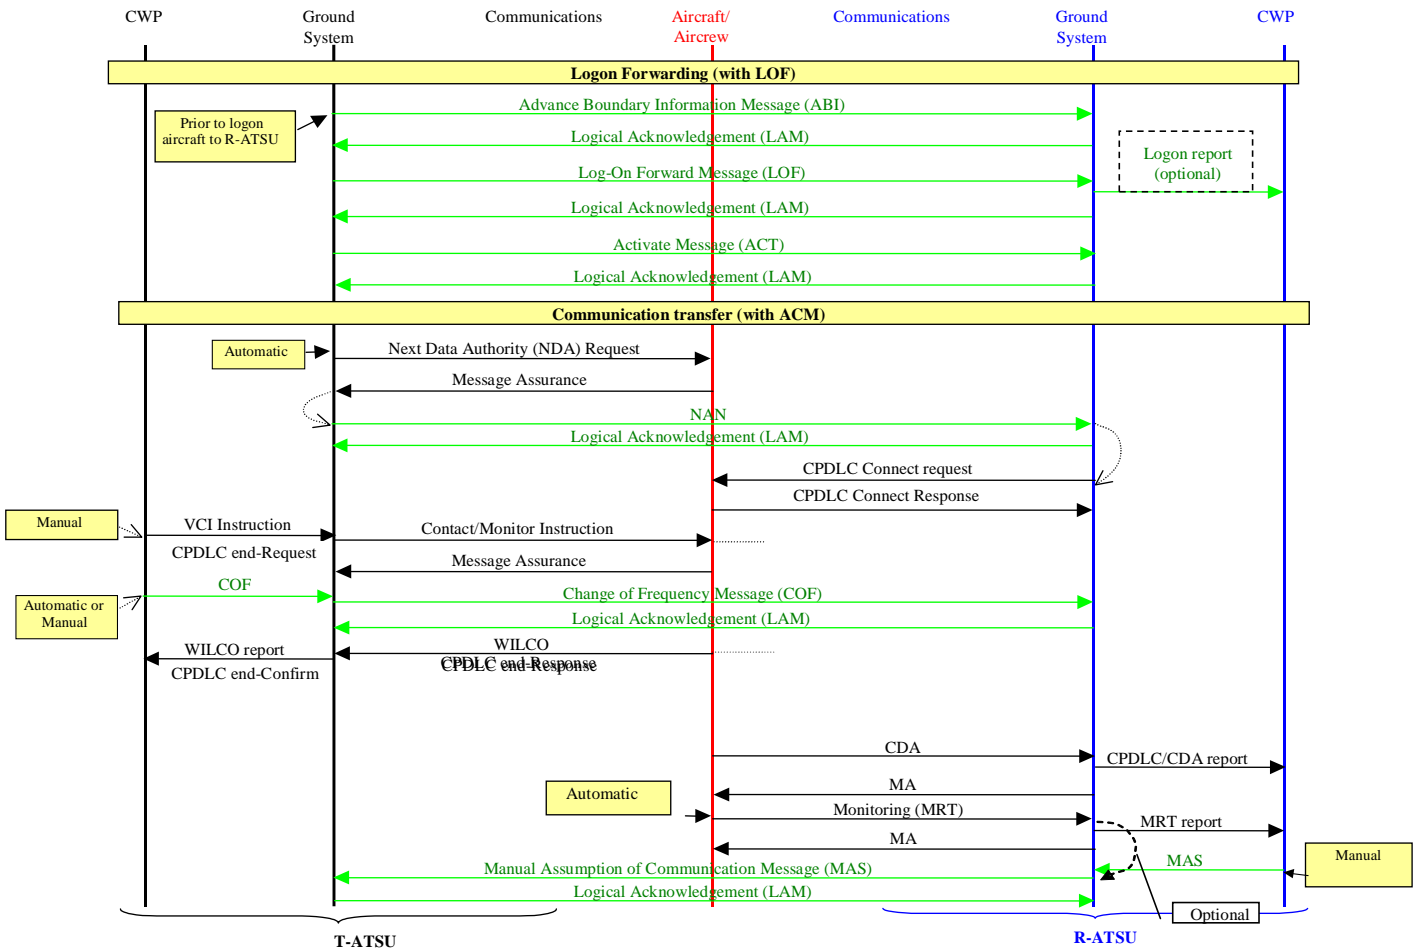 CWP
Ground
System
Communications
Aircraft/
Aircrew
Communications
Ground
System
CWP
Logon Forwarding (with LOF)
Advance Boundary Information Message (ABI)
Prior to logon
aircraft to R-ATSU
Logical Acknowledgement (LAM)
Logon report
(optional)
Log-On Forward Message (LOF)
Logical Acknowledgement (LAM)
Activate Message (ACT)
Logical Acknowledgement (LAM)
Communication transfer (with ACM)
Automatic
Next Data Authority (NDA) Request
Message Assurance
NAN
Logical Acknowledgement (LAM)
CPDLC Connect request
CPDLC Connect Response
Manual
VCI Instruction
Contact/Monitor Instruction
CPDLC end-Request
Message Assurance
COF
Change of Frequency Message (COF)
Automatic or
Manual
Logical Acknowledgement (LAM)
WILCO report
WILCO
CPDLC end-Response
CPDLC end-Confirm
CDA
CPDLC/CDA report
MA
Automatic
Monitoring (MRT)
MRT report
MA
Manual
MAS
Manual Assumption of Communication Message (MAS)
Logical Acknowledgement (LAM)
Optional
T-ATSU
R-ATSU